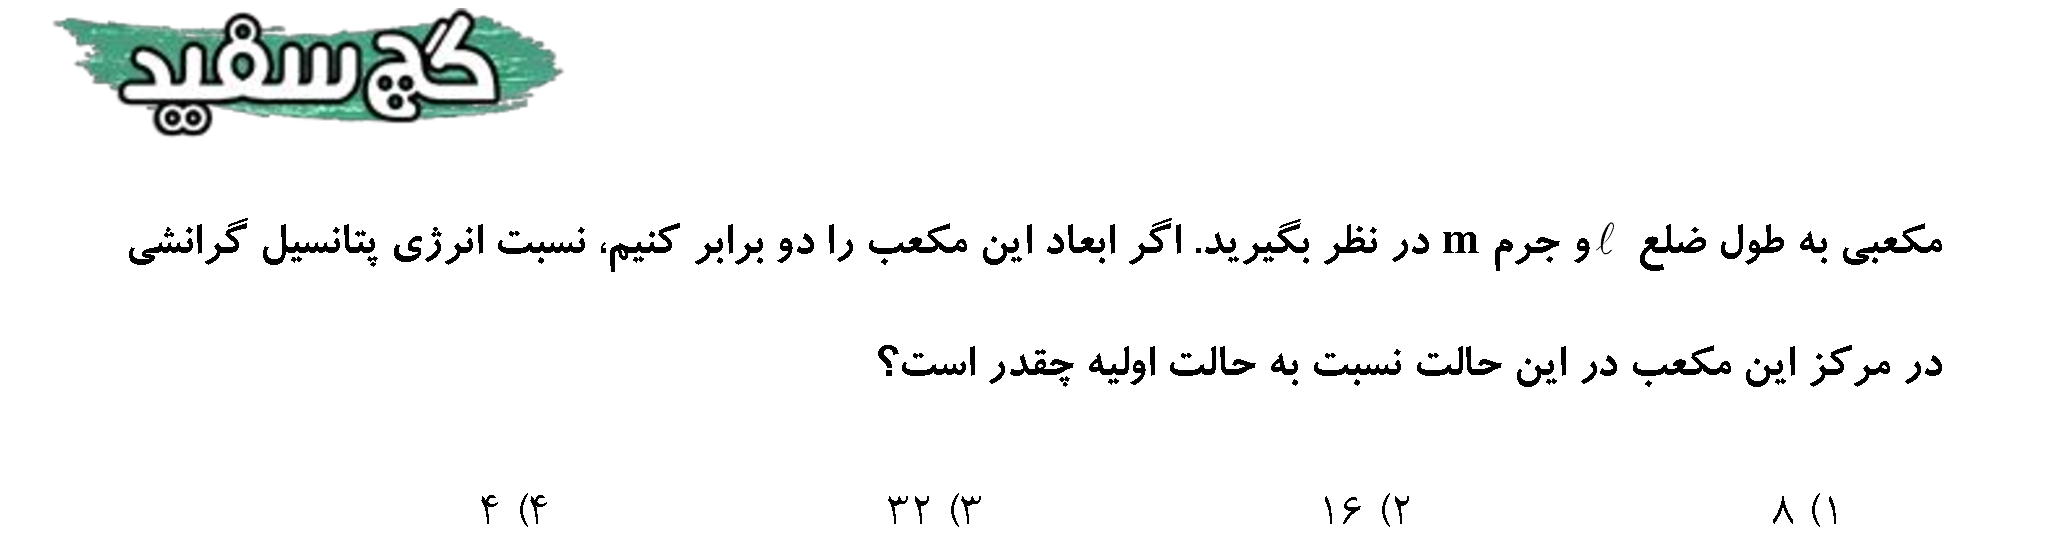 گچ سفید
مکعبی به طول ضلع ℓ و جرم m در نظر بگیرید. اگر ابعاد این مکعب را دو برابر کنیم، نسبت انرژی پتانسیل گرانشی
در مرکز این مکعب در این حالت نسبت به حالت اولیه چقدر است؟
۱) ۸ ۲) ۱۶ ۳) ۳۲ ۴) ۴